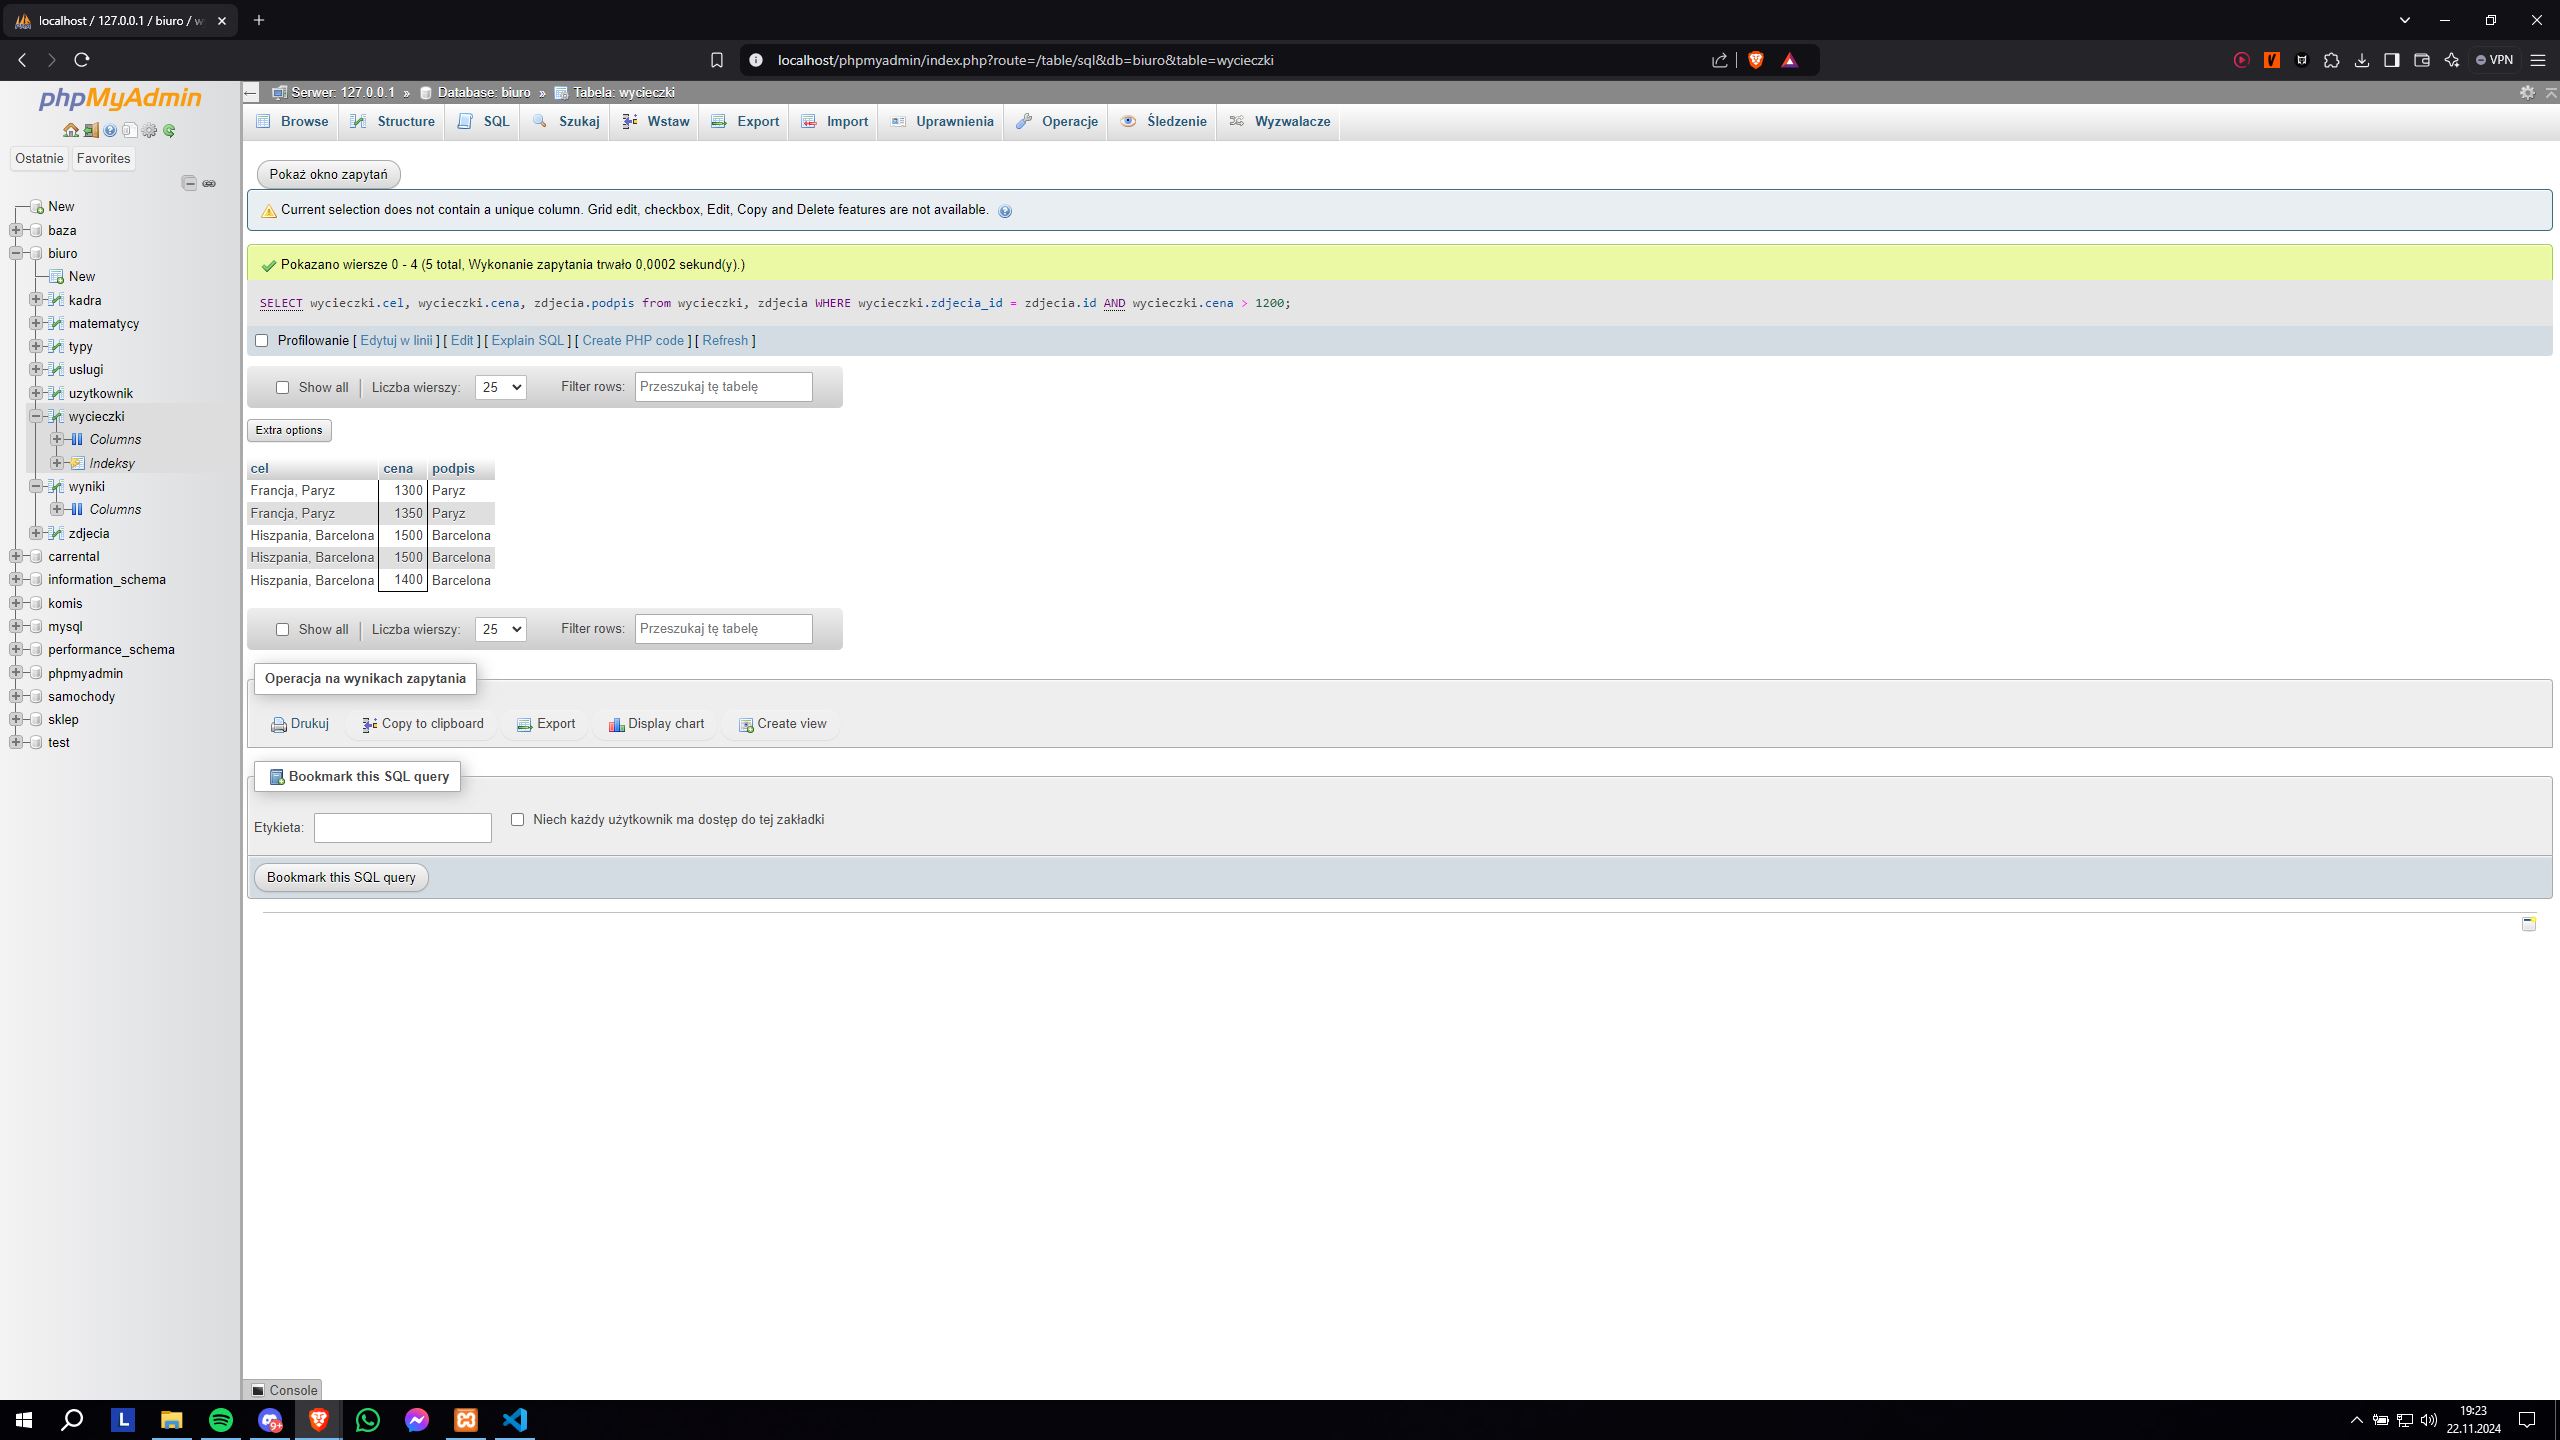 localhost / 127.0.0.1 / biuro / w
localhost/phpmyadmin/index.php?route=/table/sql&db=biuro&table=wycieczki
VPN
phpMyAdmin
Ostatnie Favorites
New
baza
biuro
New
kadra
matematycy
typy
uslugi
uzytkownik
wycieczki
Columns
Indeksy
wyniki
Columns
zdjecia
carrental
information_schema
komis
mysql
performance_schema
phpmyadmin
samochody
sklep
test
Serwer: 127.0.0.1 » Database: biuro » Tabela: wycieczki
Browse Structure SQL Szukaj Wstaw Export Import Uprawnienia Operacje Śledzenie Wyzwalacze
Pokaż okno zapytań
Current selection does not contain a unique column. Grid edit, checkbox, Edit, Copy and Delete features are not available.
Pokazano wiersze 0 - 4 (5 total, Wykonanie zapytania trwało 0,0002 sekund(y).)
SELECT wycieczki.cel, wycieczki.cena, zdjecia.podpis from wycieczki, zdjecia WHERE wycieczki.zdjecia_id = zdjecia.id AND wycieczki.cena > 1200;
Profilowanie [ Edytuj w linii ] [ Edit ] [ Explain SQL ] [ Create PHP code ] [ Refresh ]
Show all | Liczba wierszy: 25 Filter rows: Przeszukaj tę tabelę
Extra options
cel cena podpis
Francja, Paryz 1300 Paryz
Francja, Paryz 1350 Paryz
Hiszpania, Barcelona 1500 Barcelona
Hiszpania, Barcelona 1500 Barcelona
Hiszpania, Barcelona 1400 Barcelona
Show all | Liczba wierszy: 25 Filter rows: Przeszukaj tę tabelę
Operacja na wynikach zapytania
Drukuj Copy to clipboard Export Display chart Create view
Bookmark this SQL query
Etykieta: Niech każdy użytkownik ma dostęp do tej zakładki
Bookmark this SQL query
Console
L
9+
19:23
22.11.2024